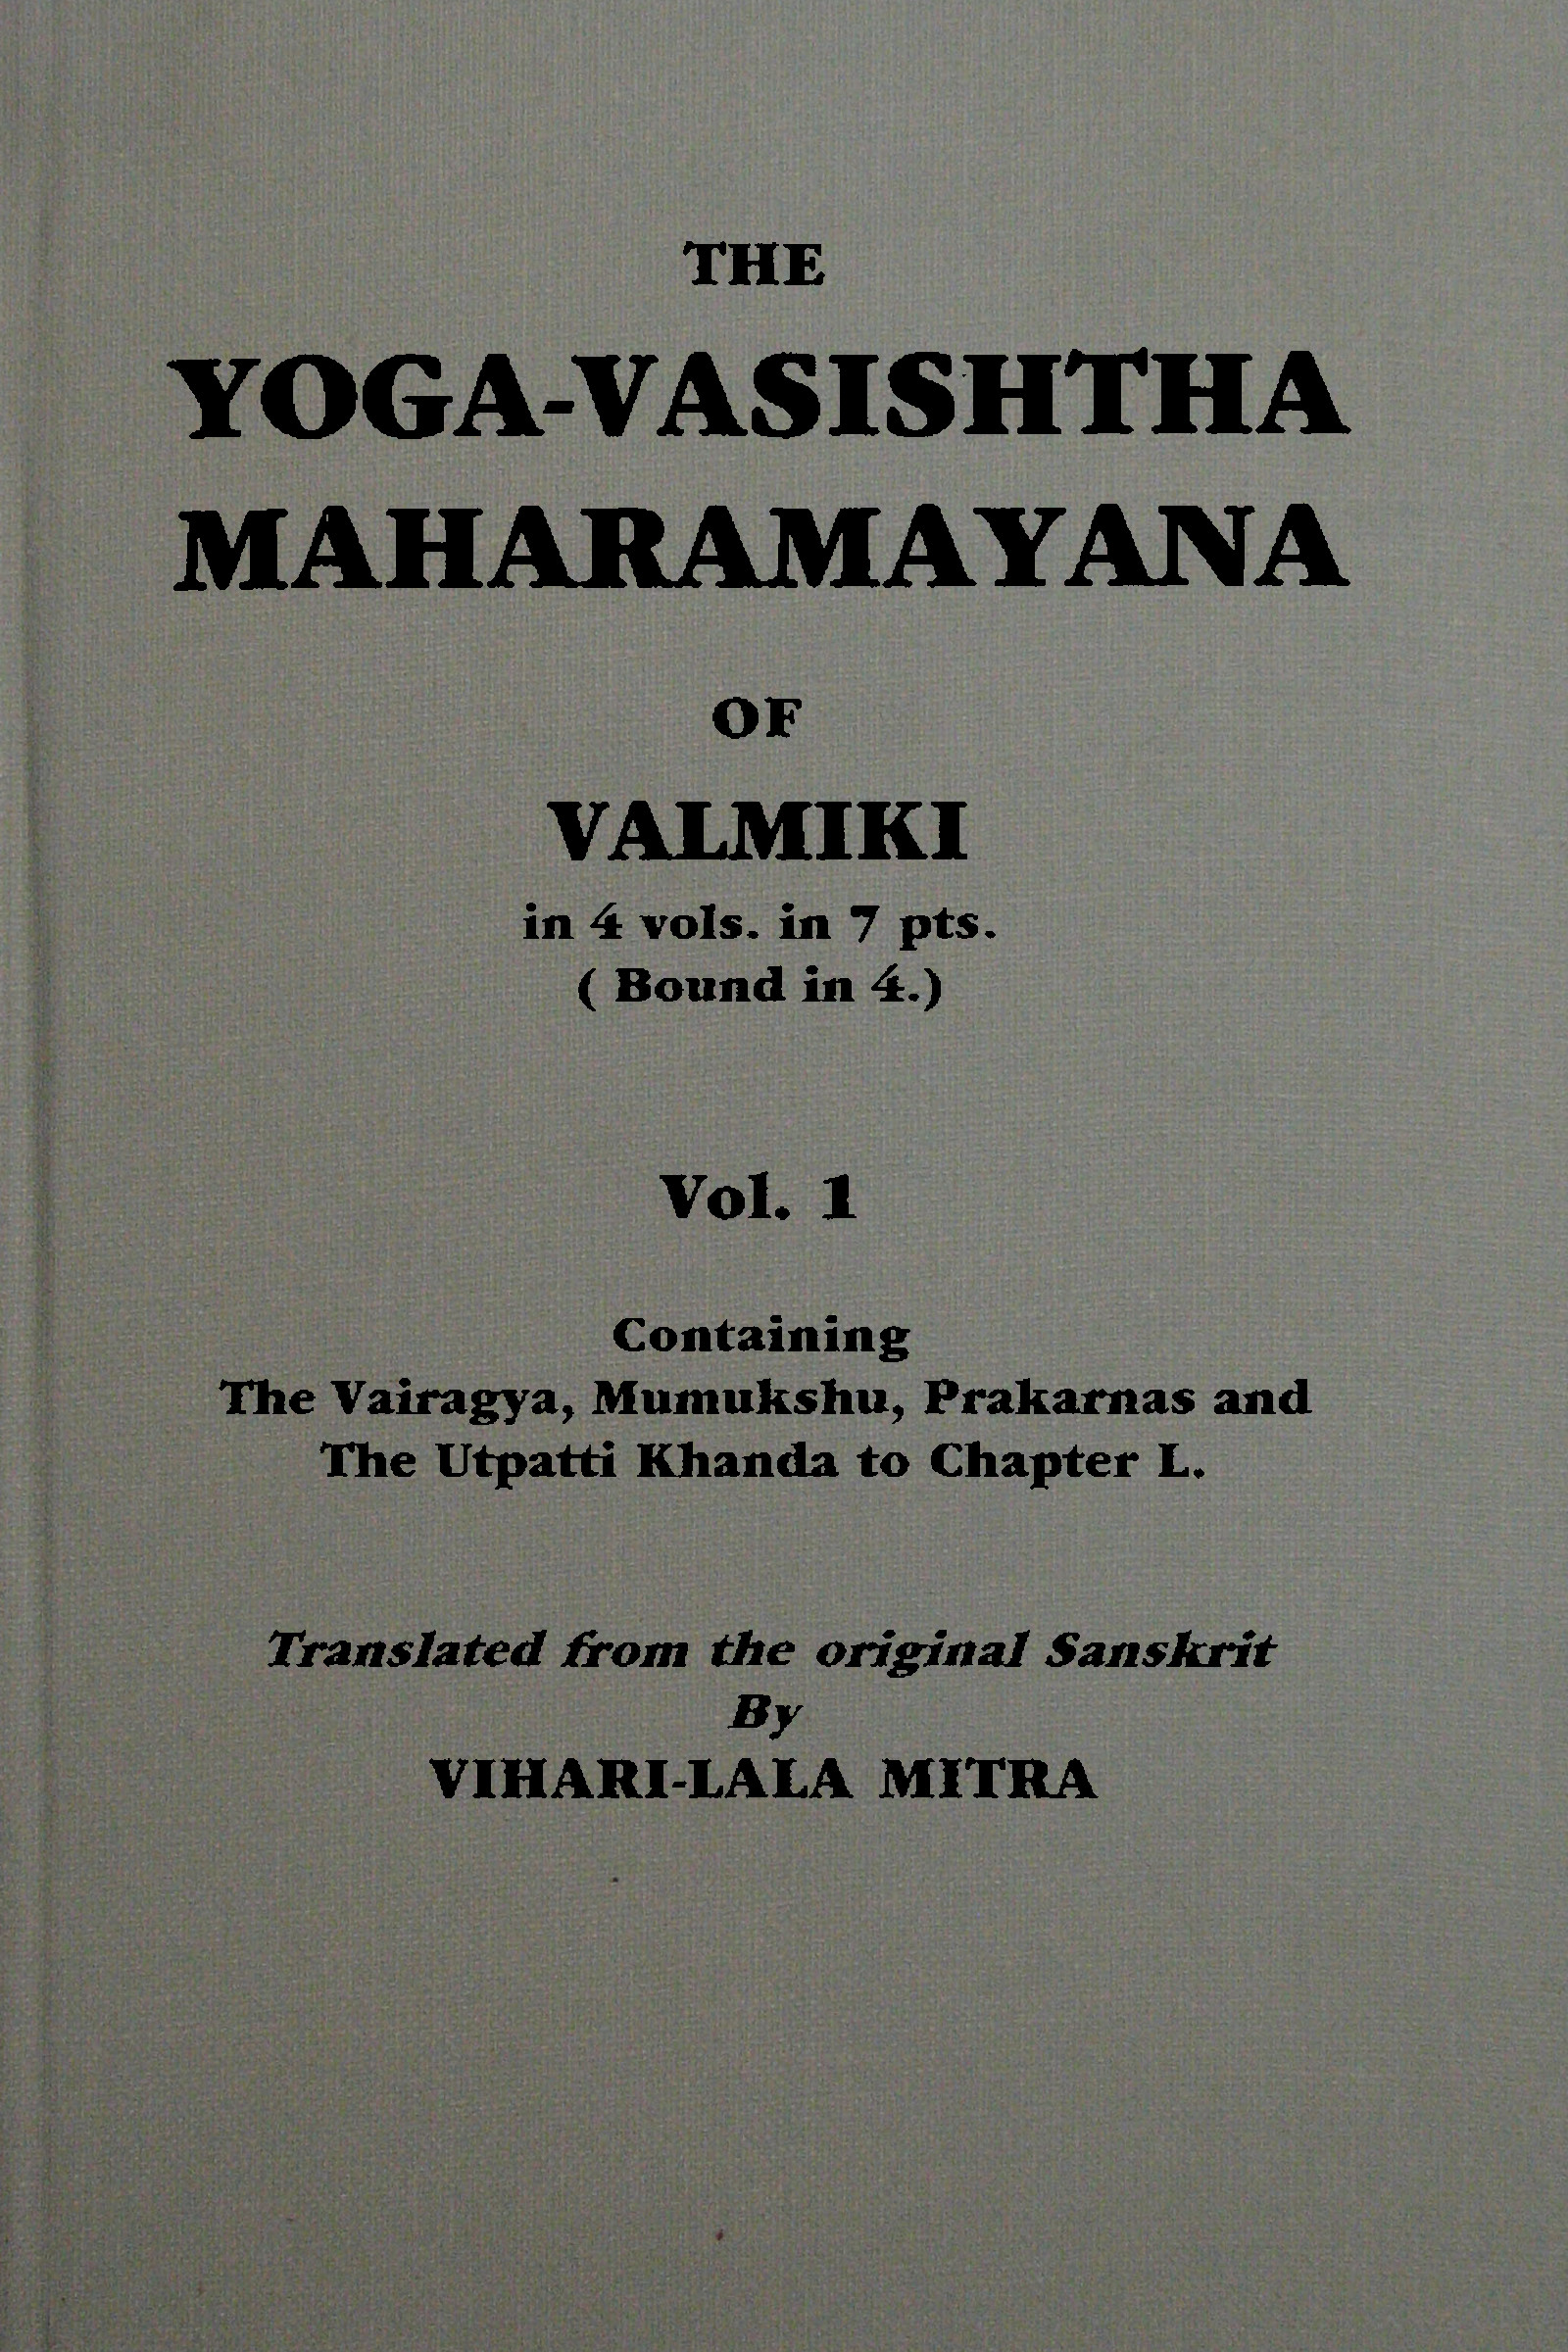 THE
YOGA-VASISHTHA
MAHARAMAYANA
OF
VALMIKI
in 4 vols. in 7 pts.
( Bound in 4.)
Vol. 1
Containing
The Vairagya, Mumukshu, Prakarnas and
The Utpatti Khanda to Chapter L.
Translated from the original Sanskrit
By
VIHARI-LALA MITRA